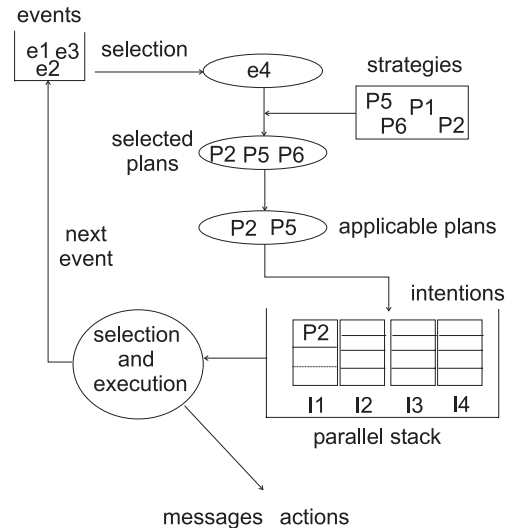 events
e1 e3
e2
selection
e4
strategies
P5 P1
P6 P2
selected
plans
P2 P5 P6
P2 P5
applicable plans
next
event
intentions
selection
and
execution
P2
I1 I2 I3 I4
parallel stack
messages actions